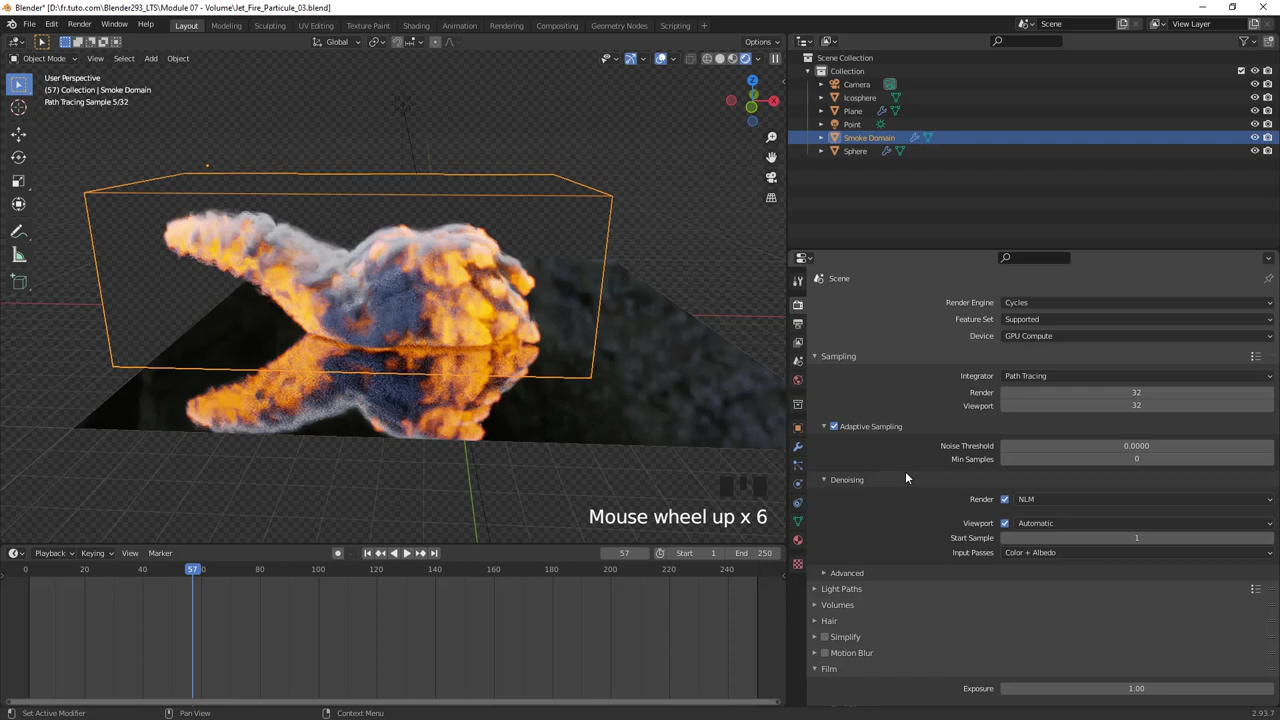 Blender* [D:\fr.tuto.com\Blender293_LTS\Module 07 - Volume\Jet_Fire_Particule_03.blend]
File Edit Render Window Help Layout Modeling Sculpting UV Editing Texture Paint Shading Animation Rendering Compositing Geometry Nodes Scripting Scene View Layer
Global Options
Object Mode View Select Add Object
User Perspective
(57) Collection | Smoke Domain
Path Tracing Sample 5/32
Z
Y
X
Mouse wheel up x 6
Scene Collection
Collection
Camera
Icosphere
Plane
Point
Smoke Domain
Sphere
Scene
Render Engine Cycles
Feature Set Supported
Device GPU Compute
Sampling
Integrator Path Tracing
Render 32
Viewport 32
Adaptive Sampling
Noise Threshold 0.0000
Min Samples 0
Denoising
Render NLM
Viewport Automatic
Start Sample 1
Input Passes Color + Albedo
Advanced
Light Paths
Volumes
Hair
Simplify
Motion Blur
Film
Exposure 1.00
Playback Keying View Marker 57 Start 1 End 250
0 20 40 57 80 100 120 140 160 180 200 220 240
Set Active Modifier Pan View Context Menu 2.93.7